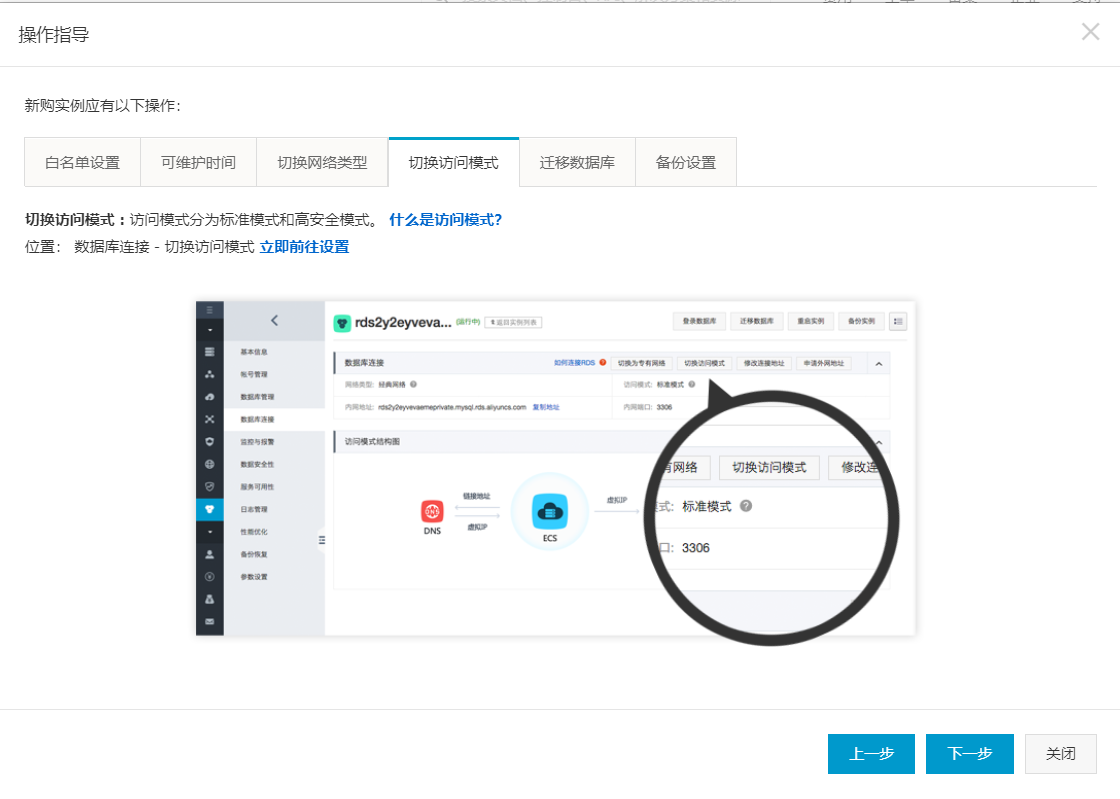 操作指导
新购实例应有以下操作：
白名单设置 可维护时间 切换网络类型 切换访问模式 迁移数据库 备份设置
切换访问模式：访问模式分为标准模式和高安全模式。 什么是访问模式?
位置： 数据库连接 - 切换访问模式 立即前往设置
rds2y2eyveva... (运行中) 返回实例列表 登录数据库 迁移数据库 重启实例 备份实例
基本信息
帐号管理
数据库管理
数据库连接
监控与报警
数据安全性
服务可用性
日志管理
性能优化
备份恢复
参数设置
数据库连接 如何连接RDS 切换为专有网络 切换访问模式 修改连接地址 申请外网地址
网络类型: 经典网络 访问模式: 标准模式
内网地址: rds2y2eyvevaemeprivate.mysql.rds.aliyuncs.com 复制地址 内网端口: 3306
访问模式结构图
DNS
链接地址
虚拟IP
ECS
虚拟IP
有网络 切换访问模式 修改连
式: 标准模式
口: 3306
上一步 下一步 关闭